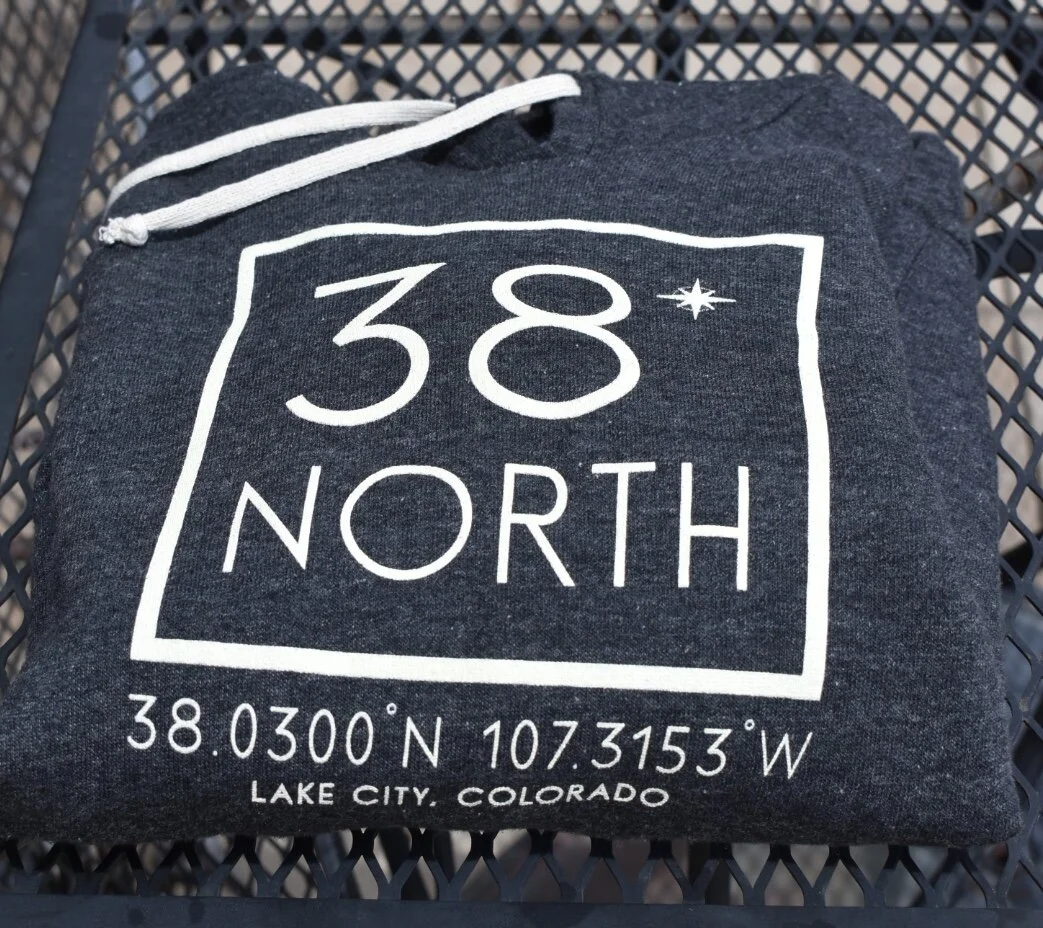 38
NORTH
38.0300°N 107.3153°W
LAKE CITY, COLORADO